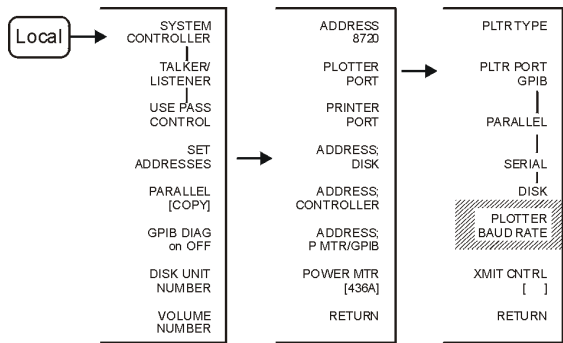 Local
SYSTEM
CONTROLLER
TALKER/
LISTENER
USE PASS
CONTROL
SET
ADDRESSES
PARALLEL
[COPY]
GPIB DIAG
on OFF
DISK UNIT
NUMBER
VOLUME
NUMBER
ADDRESS
8720
PLOTTER
PORT
PRINTER
PORT
ADDRESS;
DISK
ADDRESS;
CONTROLLER
ADDRESS;
P MTR/GPIB
POWER MTR
[436A]
RETURN
PLTR TYPE
PLTR PORT
GPIB
PARALLEL
SERIAL
DISK
PLOTTER
BAUD RATE
XMIT CNTRL
[ ]
RETURN